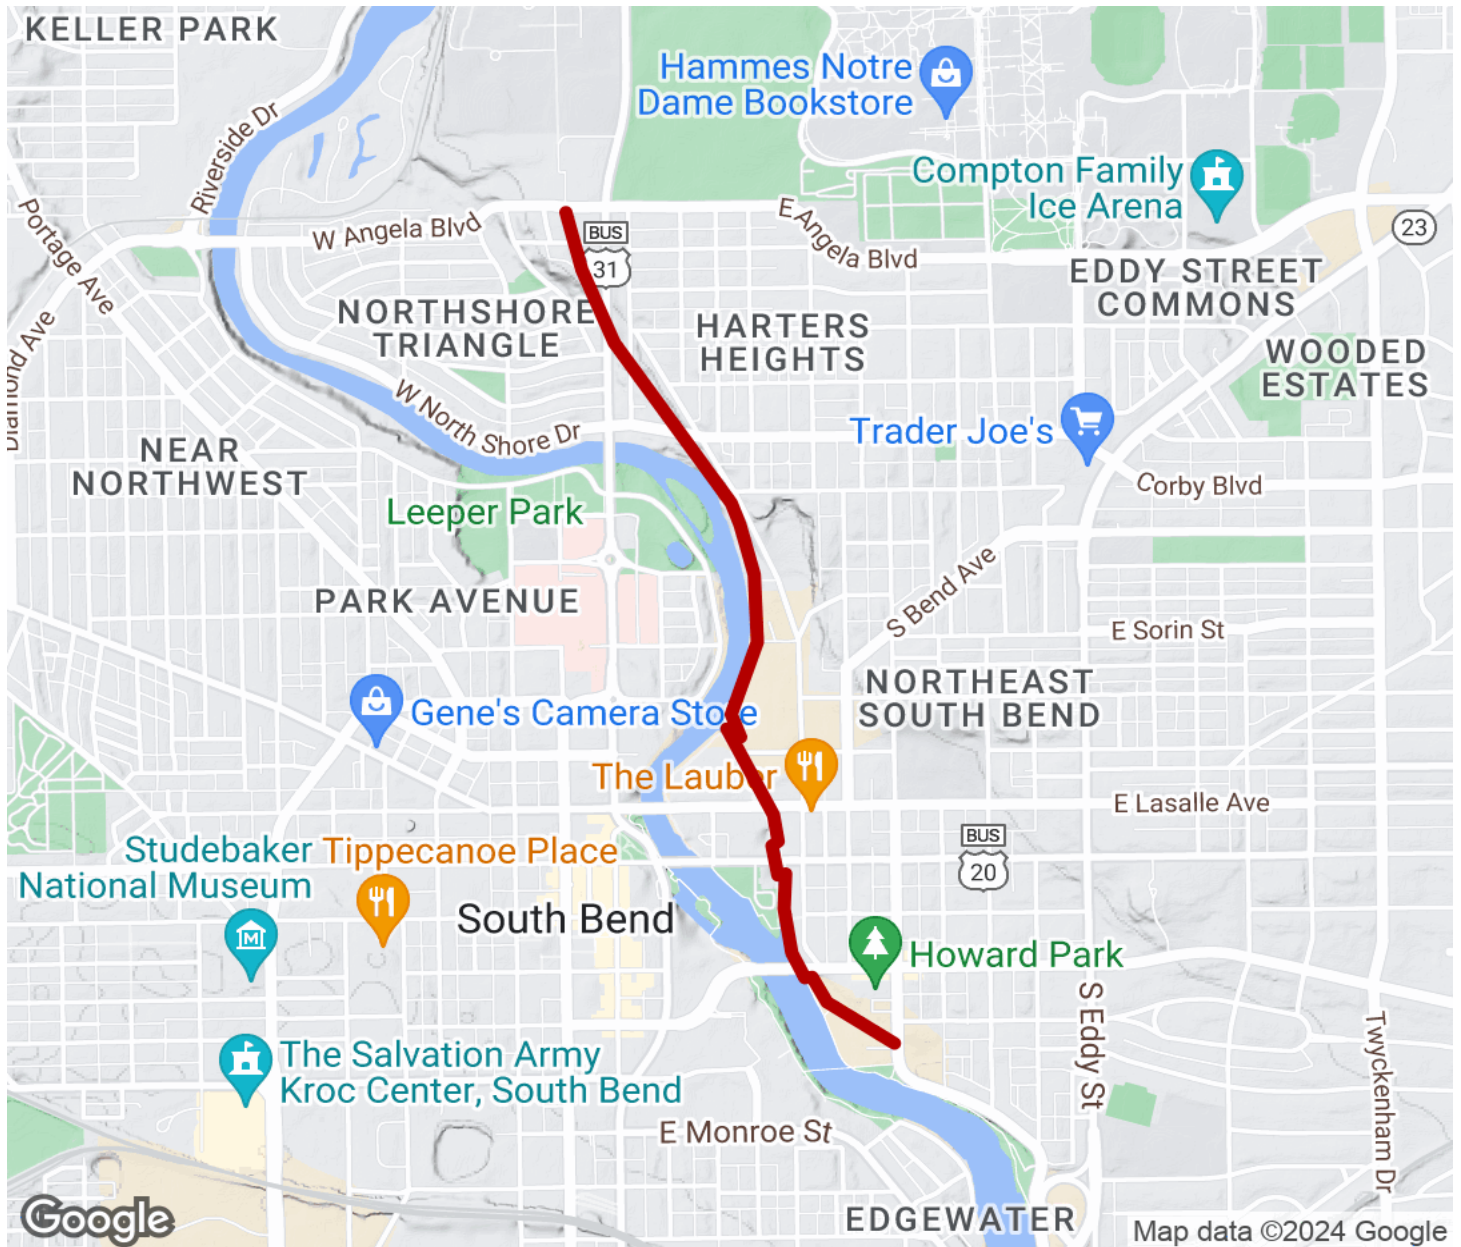 KELLER PARK
Hammes Notre
Dame Bookstore
Riverside Dr
Compton Family
Ice Arena
Portage Ave
W Angela Blvd
BUS
31
E Angela Blvd
23
EDDY STREET
COMMONS
NORTHSHORE
TRIANGLE
HARTERS
HEIGHTS
Diamond Ave
WOODED
ESTATES
W North Shore Dr
Trader Joe's
NEAR
NORTHWEST
Corby Blvd
Leeper Park
S Bend Ave
PARK AVENUE
E Sorin St
NORTHEAST
SOUTH BEND
Gene's Camera Store
The Lauber
E Lasalle Ave
BUS
20
Studebaker
National Museum
Tippecanoe Place
South Bend
M
Howard Park
S Eddy St
Twyckenham Dr
The Salvation Army
Kroc Center, South Bend
E Monroe St
EDGEWATER
Google
Map data ©2024 Google